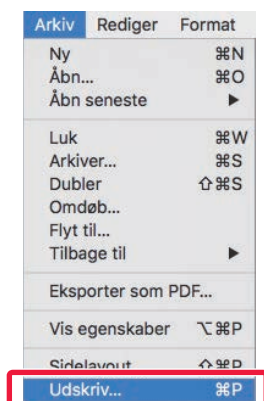 Arkiv Rediger Format
Ny ⌘N
Åbn... ⌘O
Åbn seneste ▶
Luk ⌘W
Arkiver... ⌘S
Dubler ⇧⌘S
Omdøb...
Flyt til...
Tilbage til ▶
Eksporter som PDF...
Vis egenskaber ⌥⌘P
Sidelayout ⇧⌘P
Udskriv... ⌘P